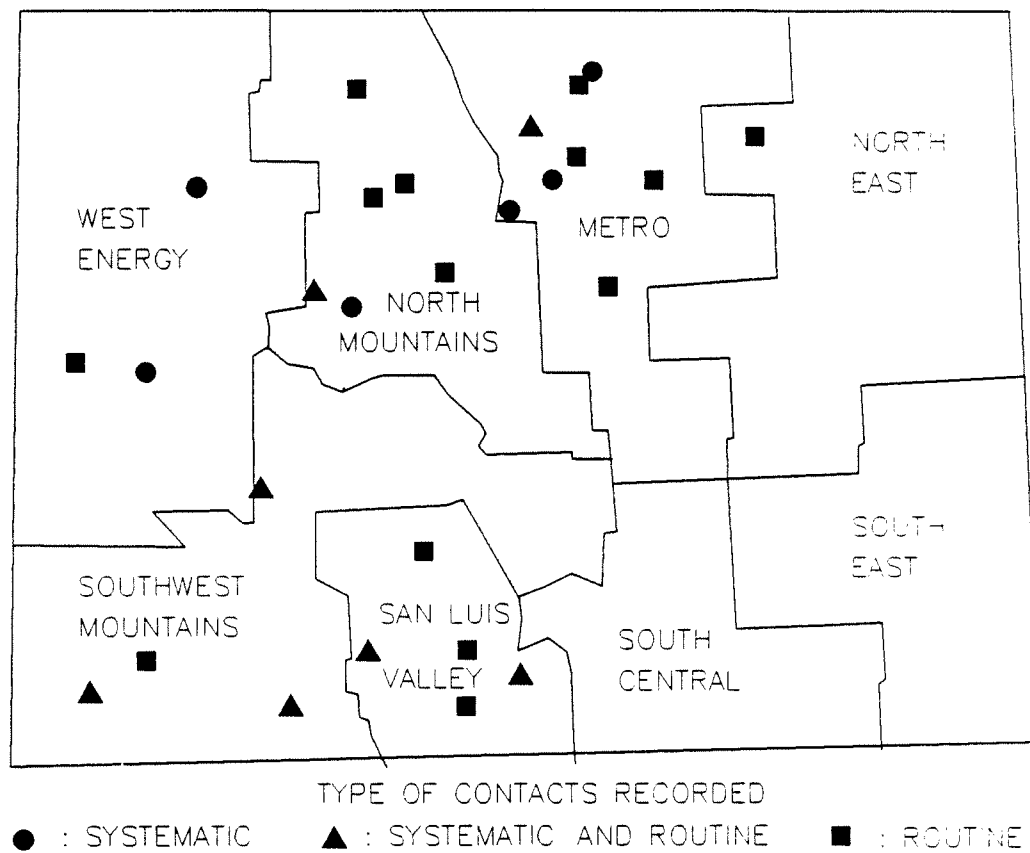 NORTH
EAST
WEST
ENERGY
METRO
NORTH
MOUNTAINS
SOUTH
EAST
SOUTHWEST
MOUNTAINS
SAN LUIS
VALLEY
SOUTH
CENTRAL
TYPE OF CONTACTS RECORDED
● : SYSTEMATIC ▲ : SYSTEMATIC AND ROUTINE ■ : ROUTINE